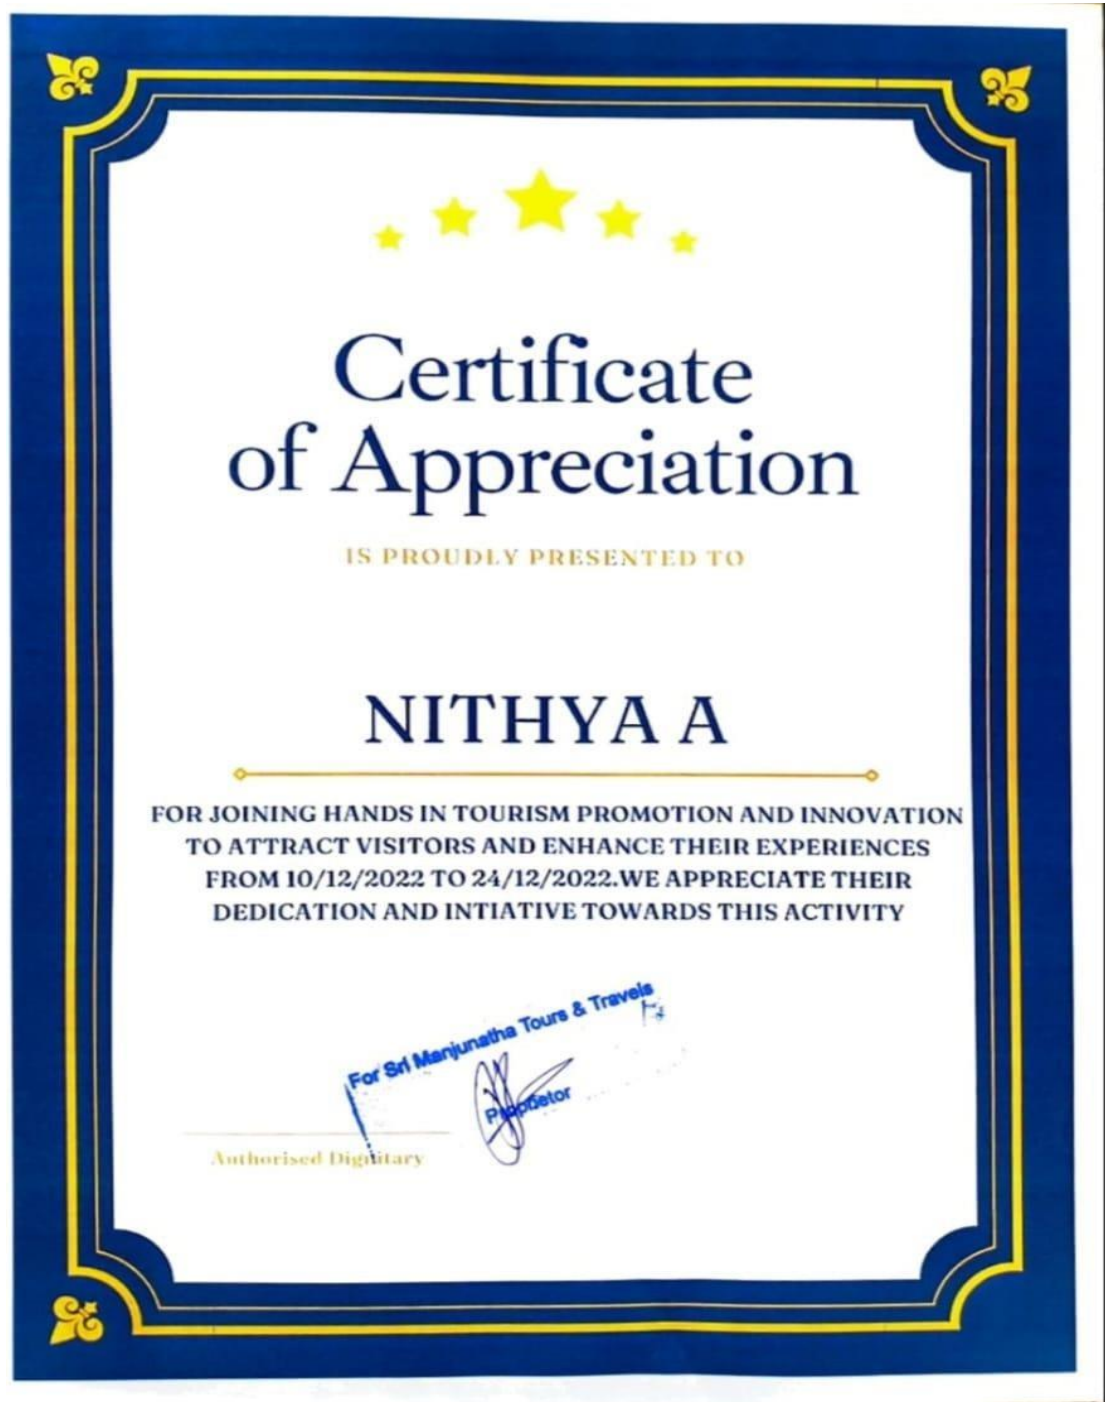 Certificate
of Appreciation
IS PROUDLY PRESENTED TO
NITHYA A
FOR JOINING HANDS IN TOURISM PROMOTION AND INNOVATION
TO ATTRACT VISITORS AND ENHANCE THEIR EXPERIENCES
FROM 10/12/2022 TO 24/12/2022.WE APPRECIATE THEIR
DEDICATION AND INTIATIVE TOWARDS THIS ACTIVITY
For Sri Manjunatha Tours & Travels
Proprietor
Authorised Dignitary